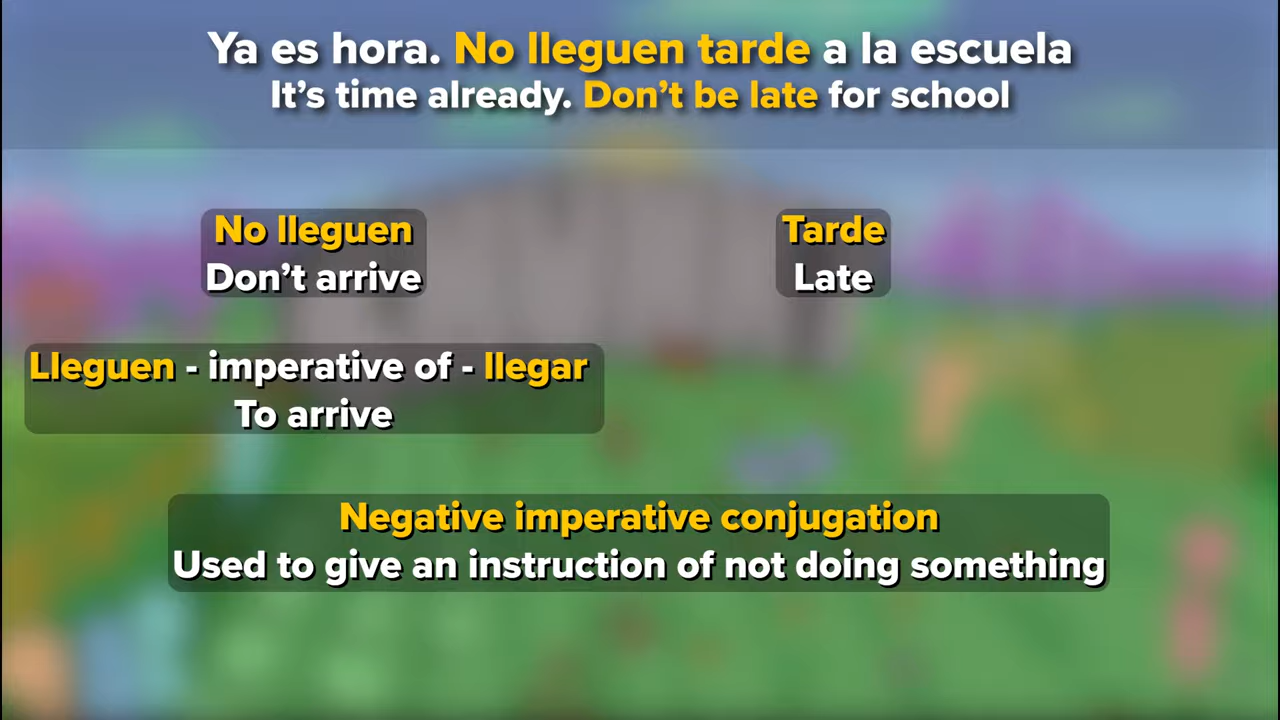 Ya es hora. No lleguen tarde a la escuela
It’s time already. Don’t be late for school
No lleguen
Don’t arrive
Tarde
Late
Lleguen - imperative of - llegar
To arrive
Negative imperative conjugation
Used to give an instruction of not doing something